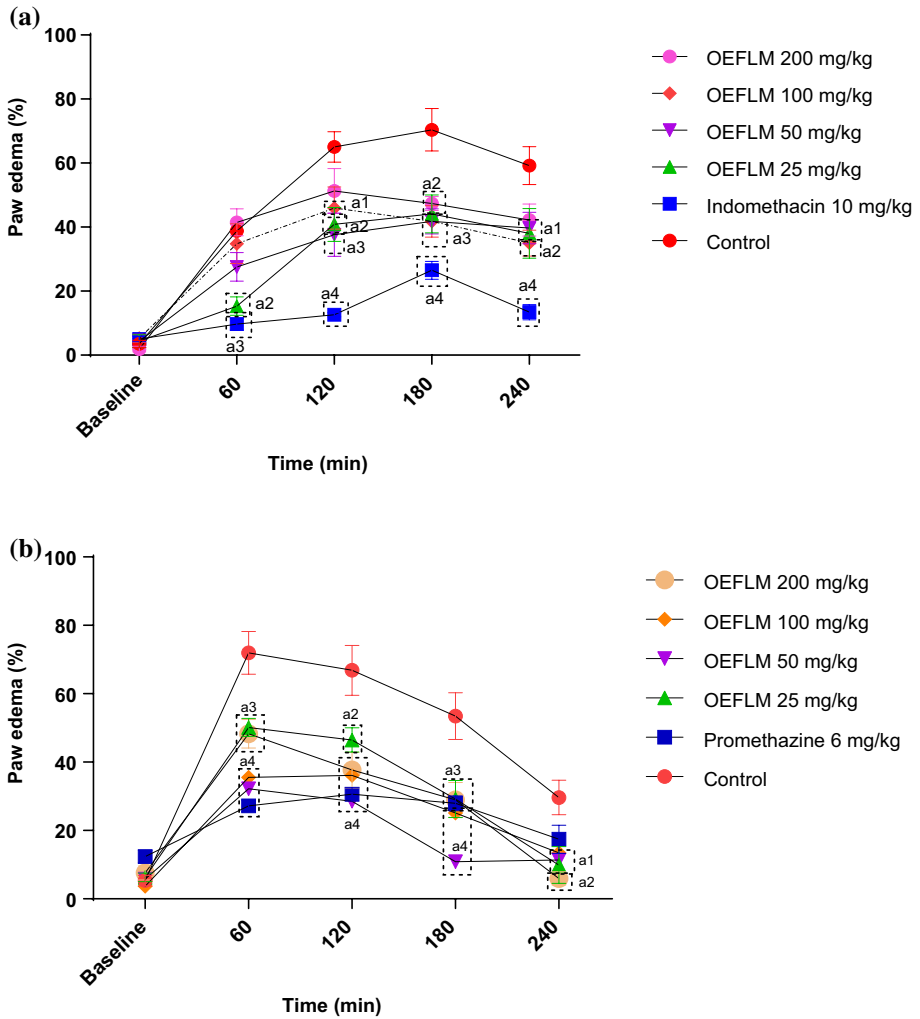 (a)
100
80
60
40
20
0
Paw edema (%)
a2
a1
a2
a3
a3
a1
a2
a2
a4
a4
a4
a3
Baseline
60
120
180
240
Time (min)
OEFLM 200 mg/kg
OEFLM 100 mg/kg
OEFLM 50 mg/kg
OEFLM 25 mg/kg
Indomethacin 10 mg/kg
Control
(b)
100
80
60
40
20
0
Paw edema (%)
a3
a2
a4
a3
a4
a4
a1
a2
Baseline
60
120
180
240
Time (min)
OEFLM 200 mg/kg
OEFLM 100 mg/kg
OEFLM 50 mg/kg
OEFLM 25 mg/kg
Promethazine 6 mg/kg
Control